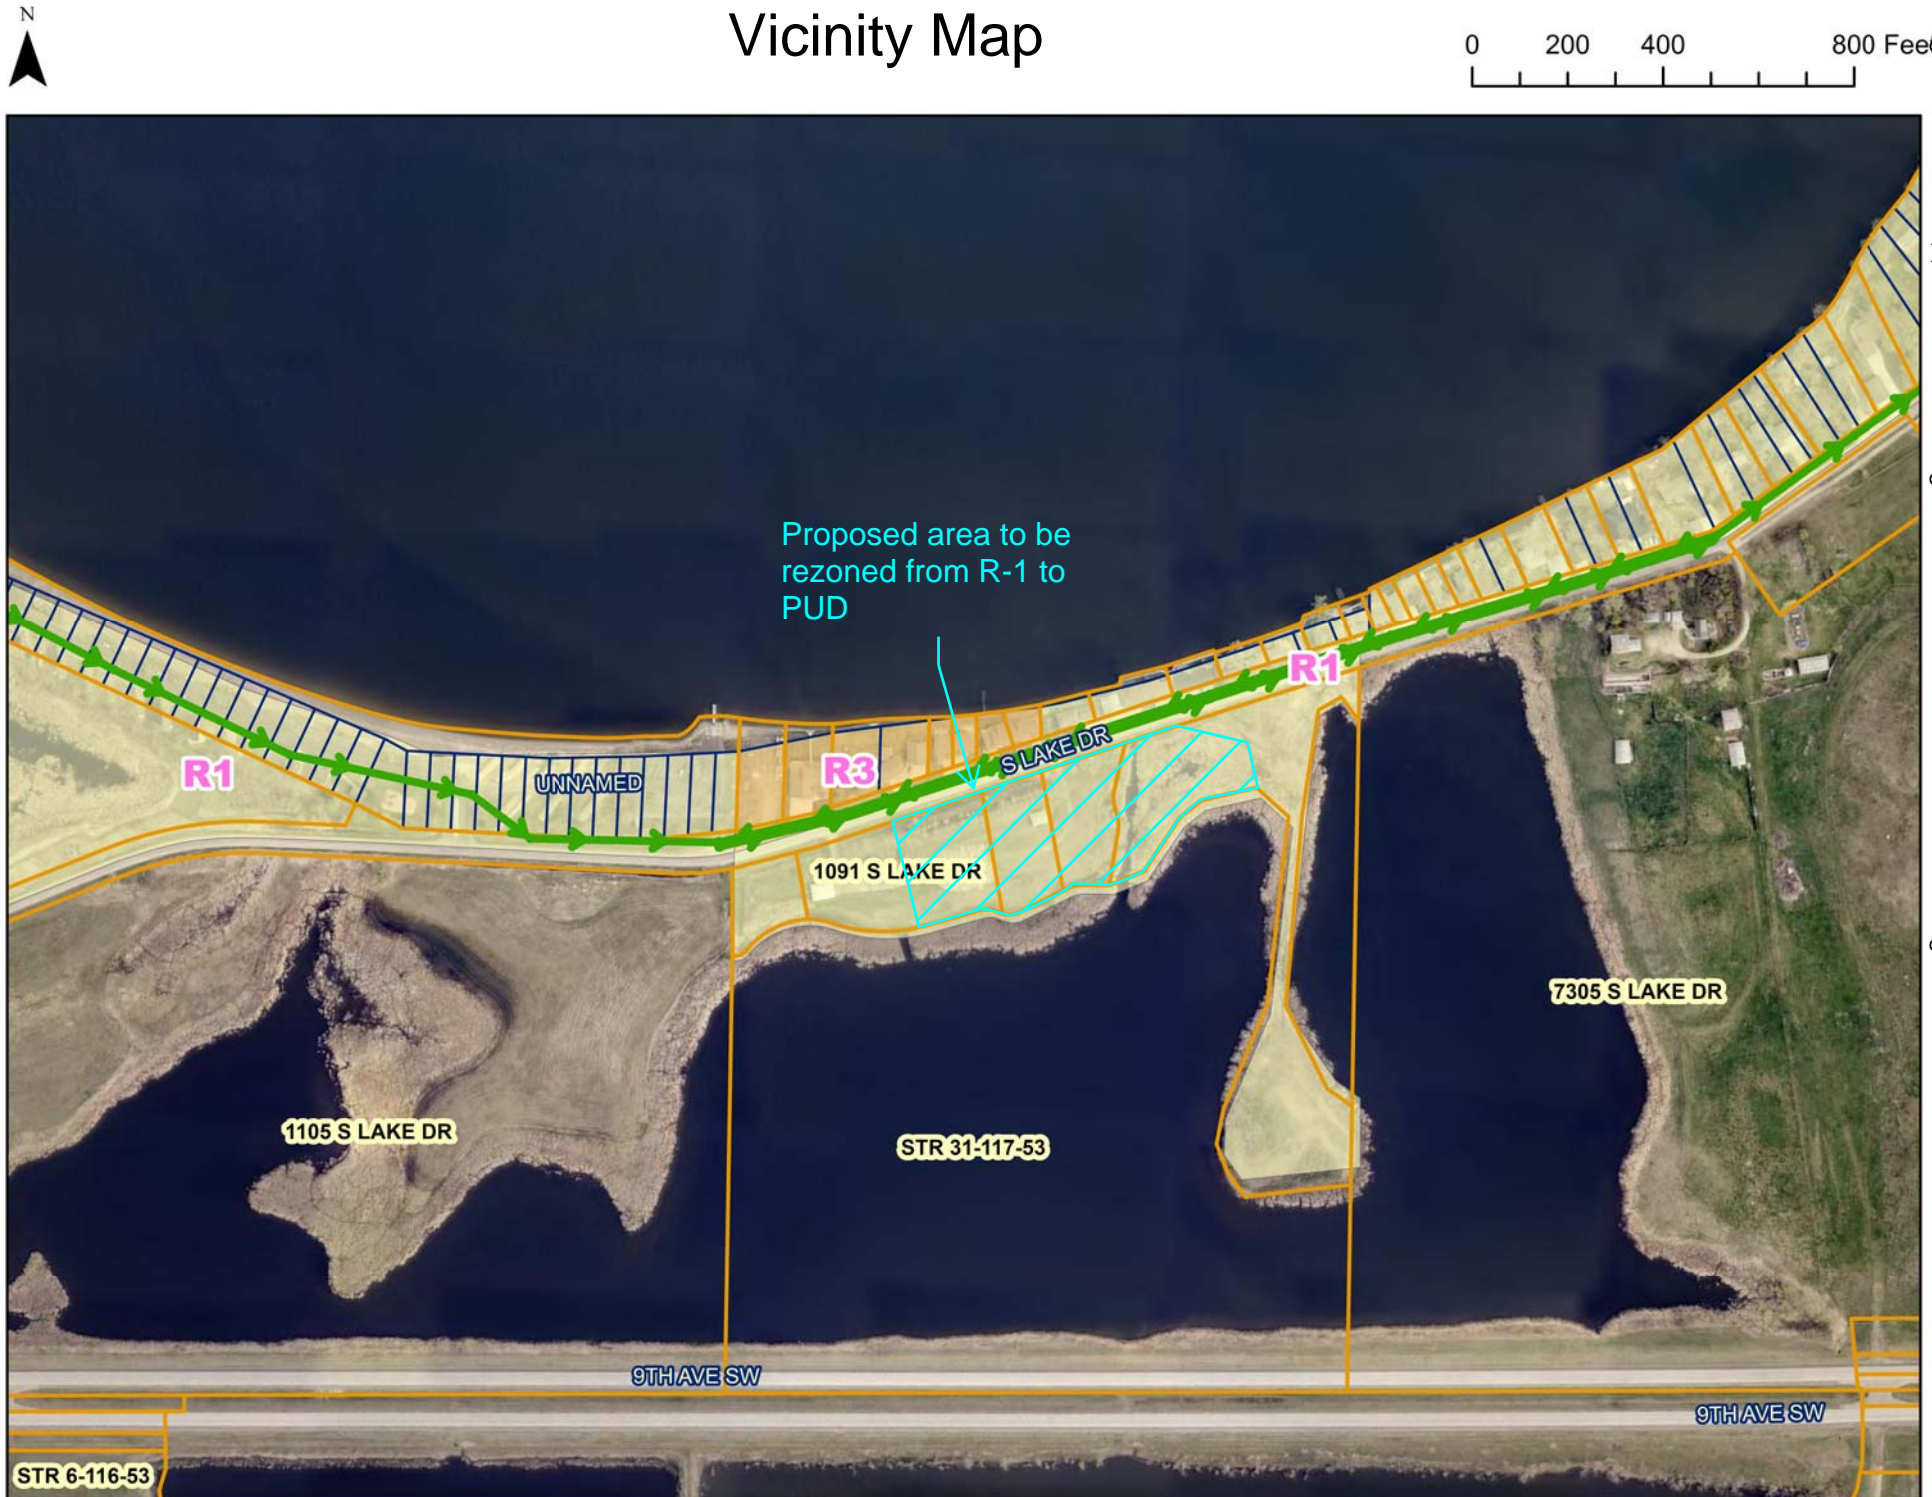 N
Vicinity Map
0 200 400 800
Proposed area to be
rezoned from R-1 to
PUD
R1
S LAKE DR
R1
R3
UNNAMED
1091 S LAKE DR
7305 S LAKE DR
1105 S LAKE DR
STR 31-117-53
9TH AVE SW
9TH AVE SW
STR 6-116-53